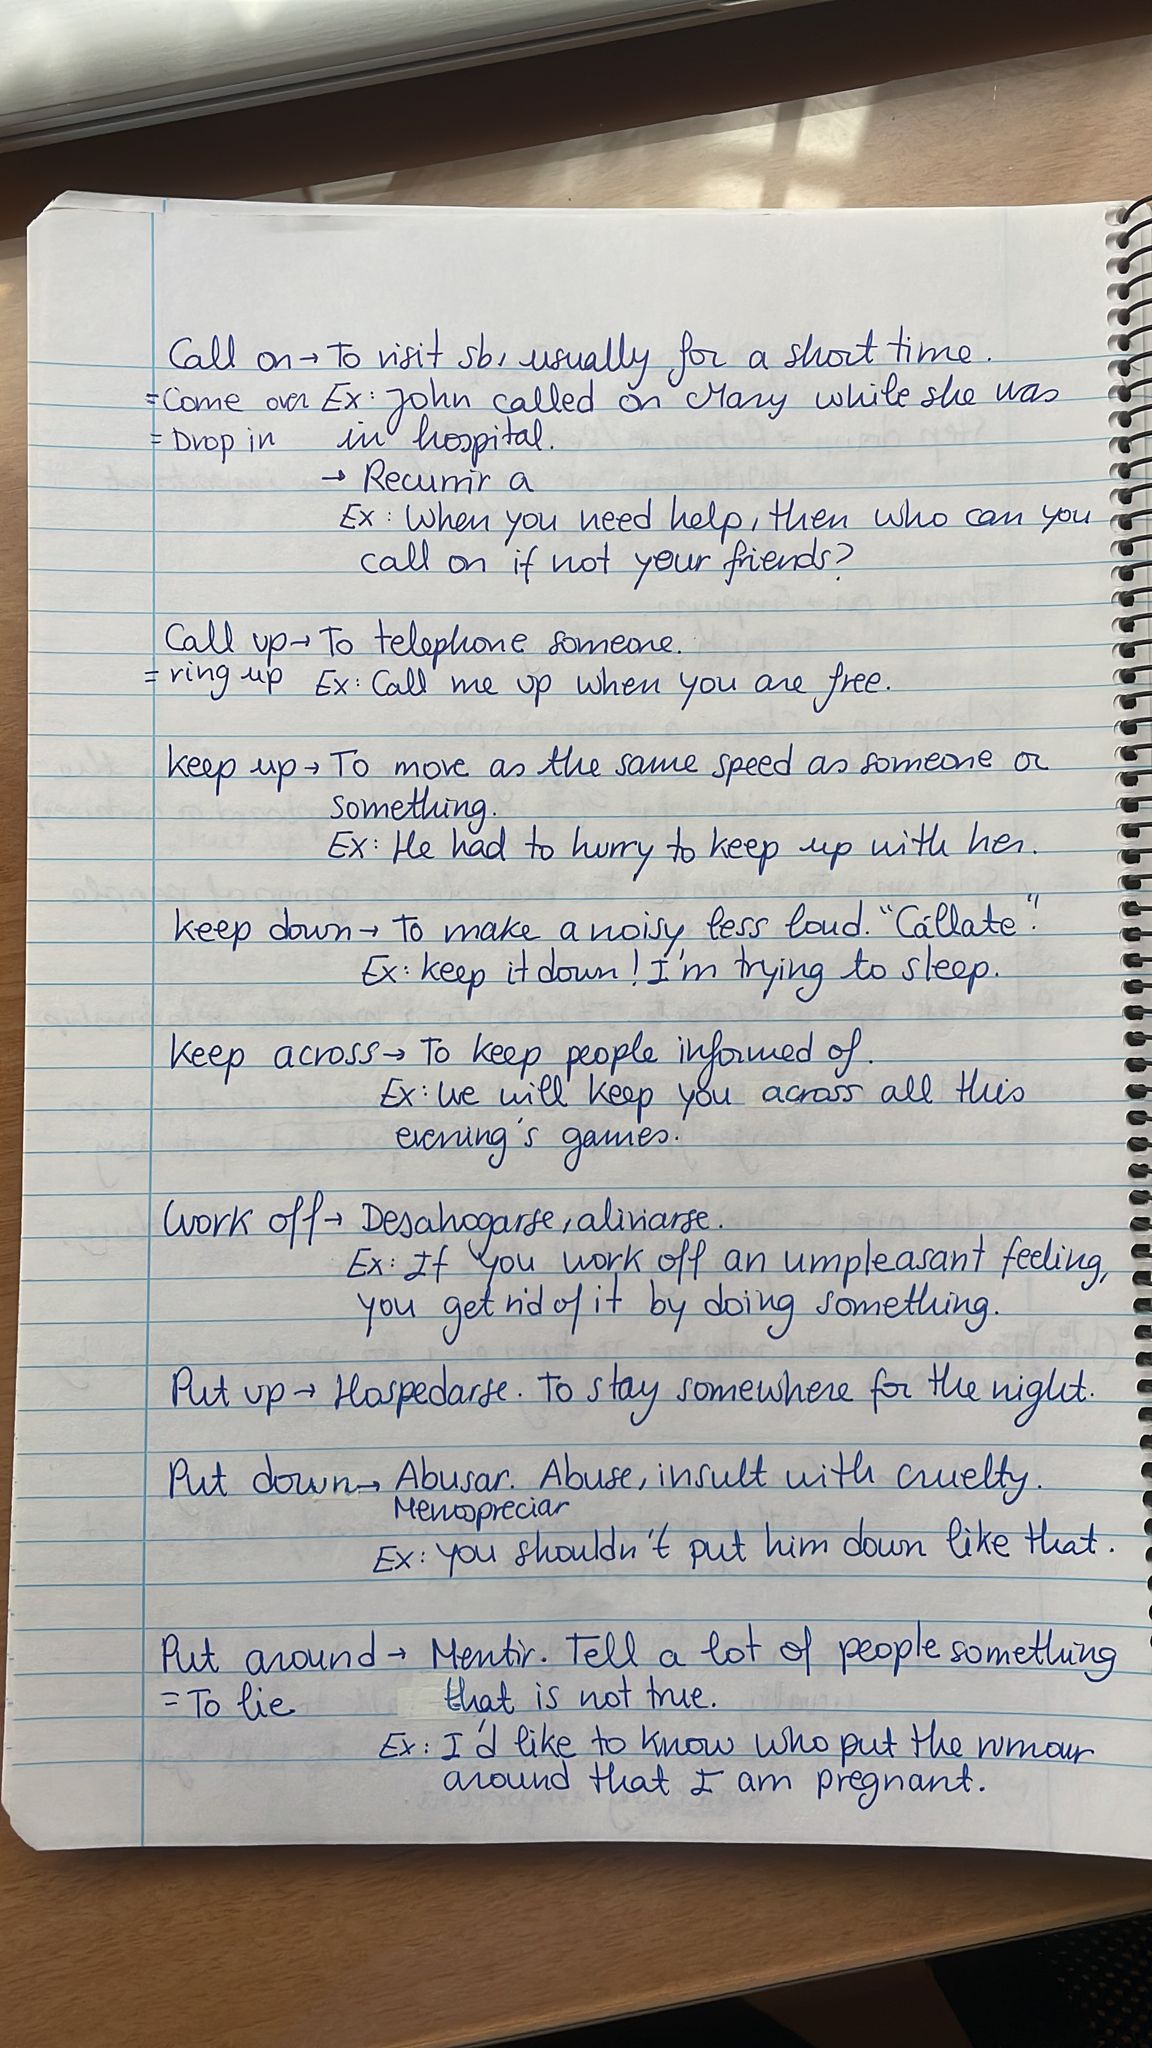 Call on → To visit sb, usually for a short time.
= Come over Ex: John called on Mary while she was
= Drop in in hospital.
→ Recurrir a
Ex: When you need help, then who can you
call on if not your friends?
Call up → To telephone someone.
= ring up Ex: Call me up when you are free.
Keep up → To move as the same speed as someone or
something.
Ex: He had to hurry to keep up with her.
Keep down → To make a noisy less loud. "Cállate".
Ex: Keep it down! I'm trying to sleep.
Keep across → To keep people informed of.
Ex: We will keep you across all this
evening's games.
Work off → Desahogarse, aliviarse.
Ex: If you work off an umpleasant feeling,
you get rid of it by doing something.
Put up → Hospedarse. To stay somewhere for the night.
Put down → Abusar. Abuse, insult with cruelty.
Menospreciar
Ex: You shouldn't put him down like that.
Put around → Mentir. Tell a lot of people something
= To lie that is not true.
Ex: I'd like to know who put the rumour
around that I am pregnant.